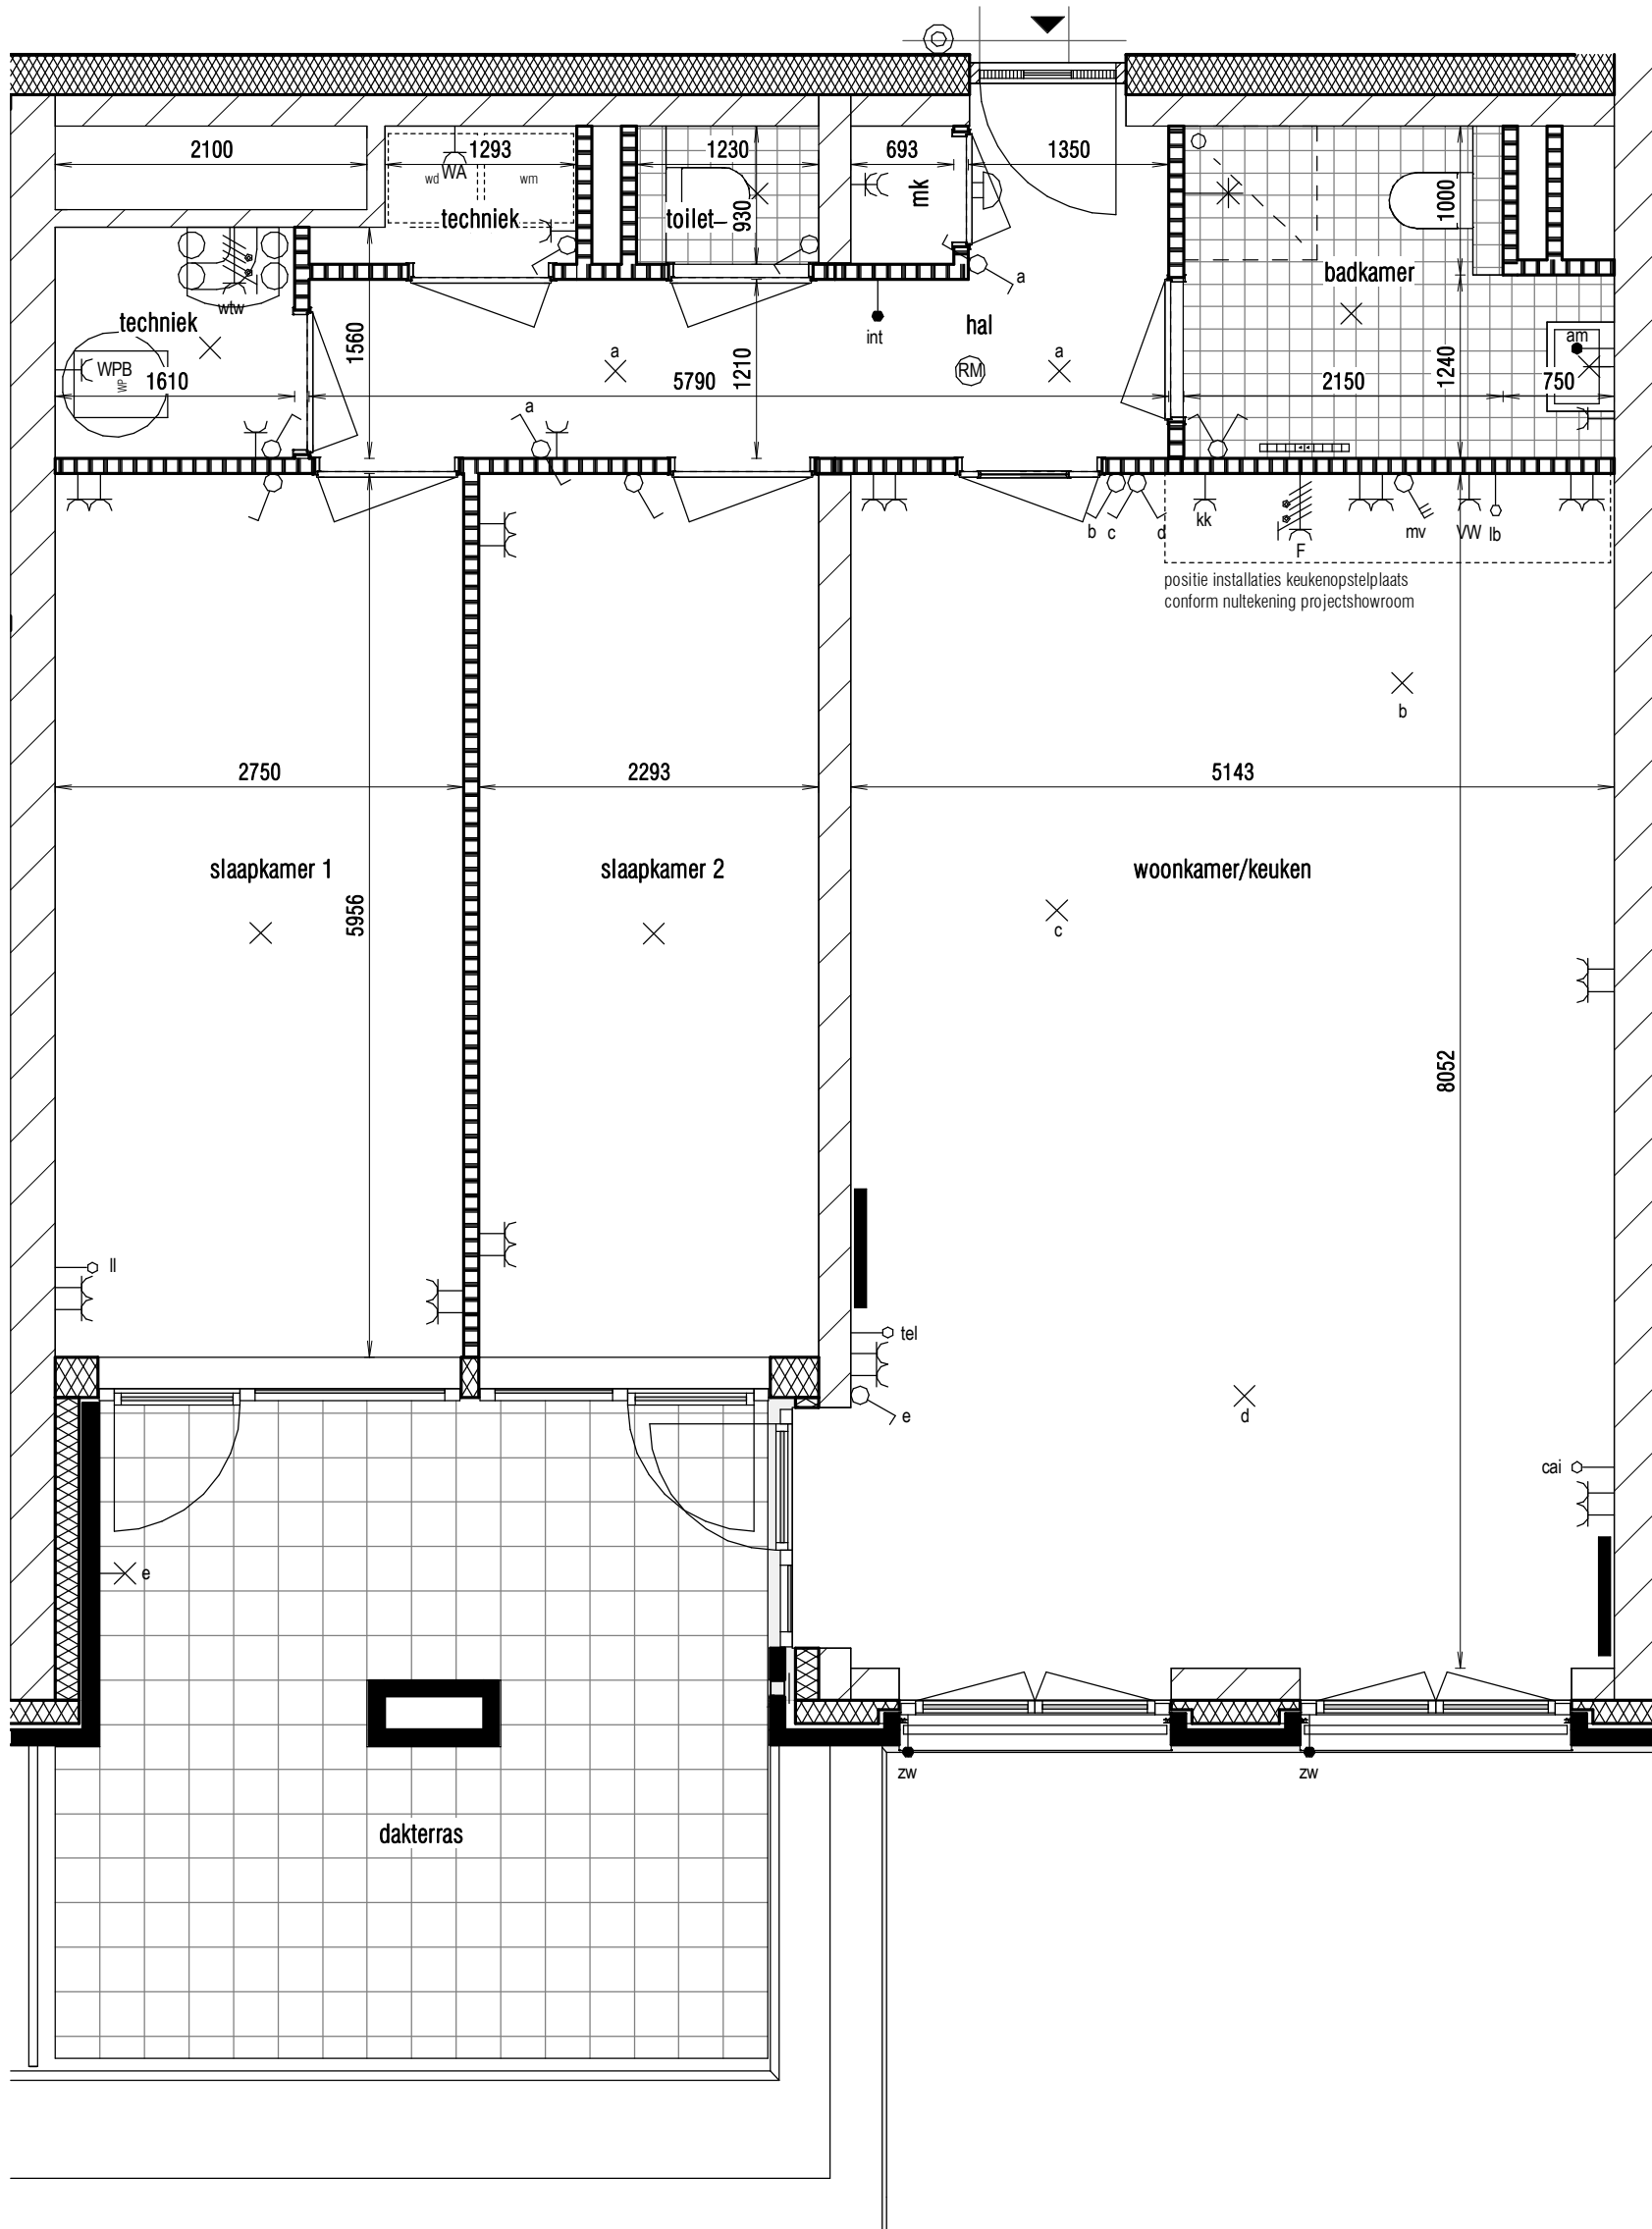 2100
1293
1230
693
1350
wd
WA
wm
mk
techniek
toilet
930
1000
a
badkamer
wtw
techniek
int
hal
am
1560
a
1210
RM
a
1240
WPB
WP
1610
5790
2150
750
a
b
c
d
kk
F
mv
VW
lb
positie installaties keukenopstelplaats
conform nultekening projectshowroom
b
2750
2293
5143
slaapkamer 1
slaapkamer 2
woonkamer/keuken
5956
c
8052
ll
tel
e
d
cai
e
zw
zw
dakterras